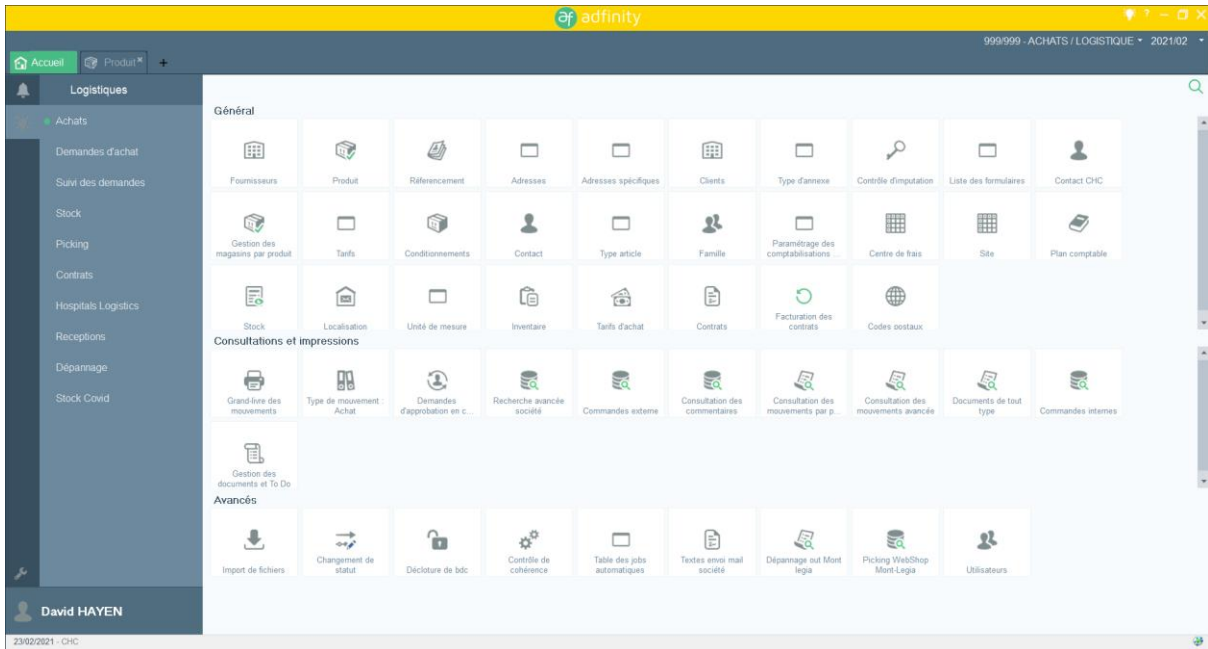 adfinity
?
999/999 - ACHATS / LOGISTIQUE 2021/02
Accueil Produit × +
Logistiques
Achats
Demandes d'achat
Suivi des demandes
Stock
Picking
Contrats
Hospitals Logistics
Receptions
Dépannage
Stock Covid
David HAYEN
Général
Fournisseurs Produit Réferencement Adresses Adresses spécifiques Clients Type d'annexe Contrôle d'imputation Liste des formulaires Contact CHC
Gestion des magasins par produit Tarifs Conditionnements Contact Type article Famille Paramétrage des comptabilisations ... Centre de frais Site Plan comptable
Stock Localisation Unité de mesure Inventaire Tarifs d'achat Contrats Facturation des contrats Codes postaux
Consultations et impressions
Grand-livre des mouvements Type de mouvement : Achat Demandes d'approbation en c... Recherche avancée société Commandes externe Consultation des commentaires Consultation des mouvements par p... Consultation des mouvements avancée Documents de tout type Commandes internes
Gestion des documents et To Do
Avancés
Import de fichiers Changement de statut Décloture de bdc Contrôle de cohérence Table des jobs automatiques Textes envoi mail société Dépannage out Mont legia Picking WebShop Mont-Legia Utilisateurs
23/02/2021 - CHC